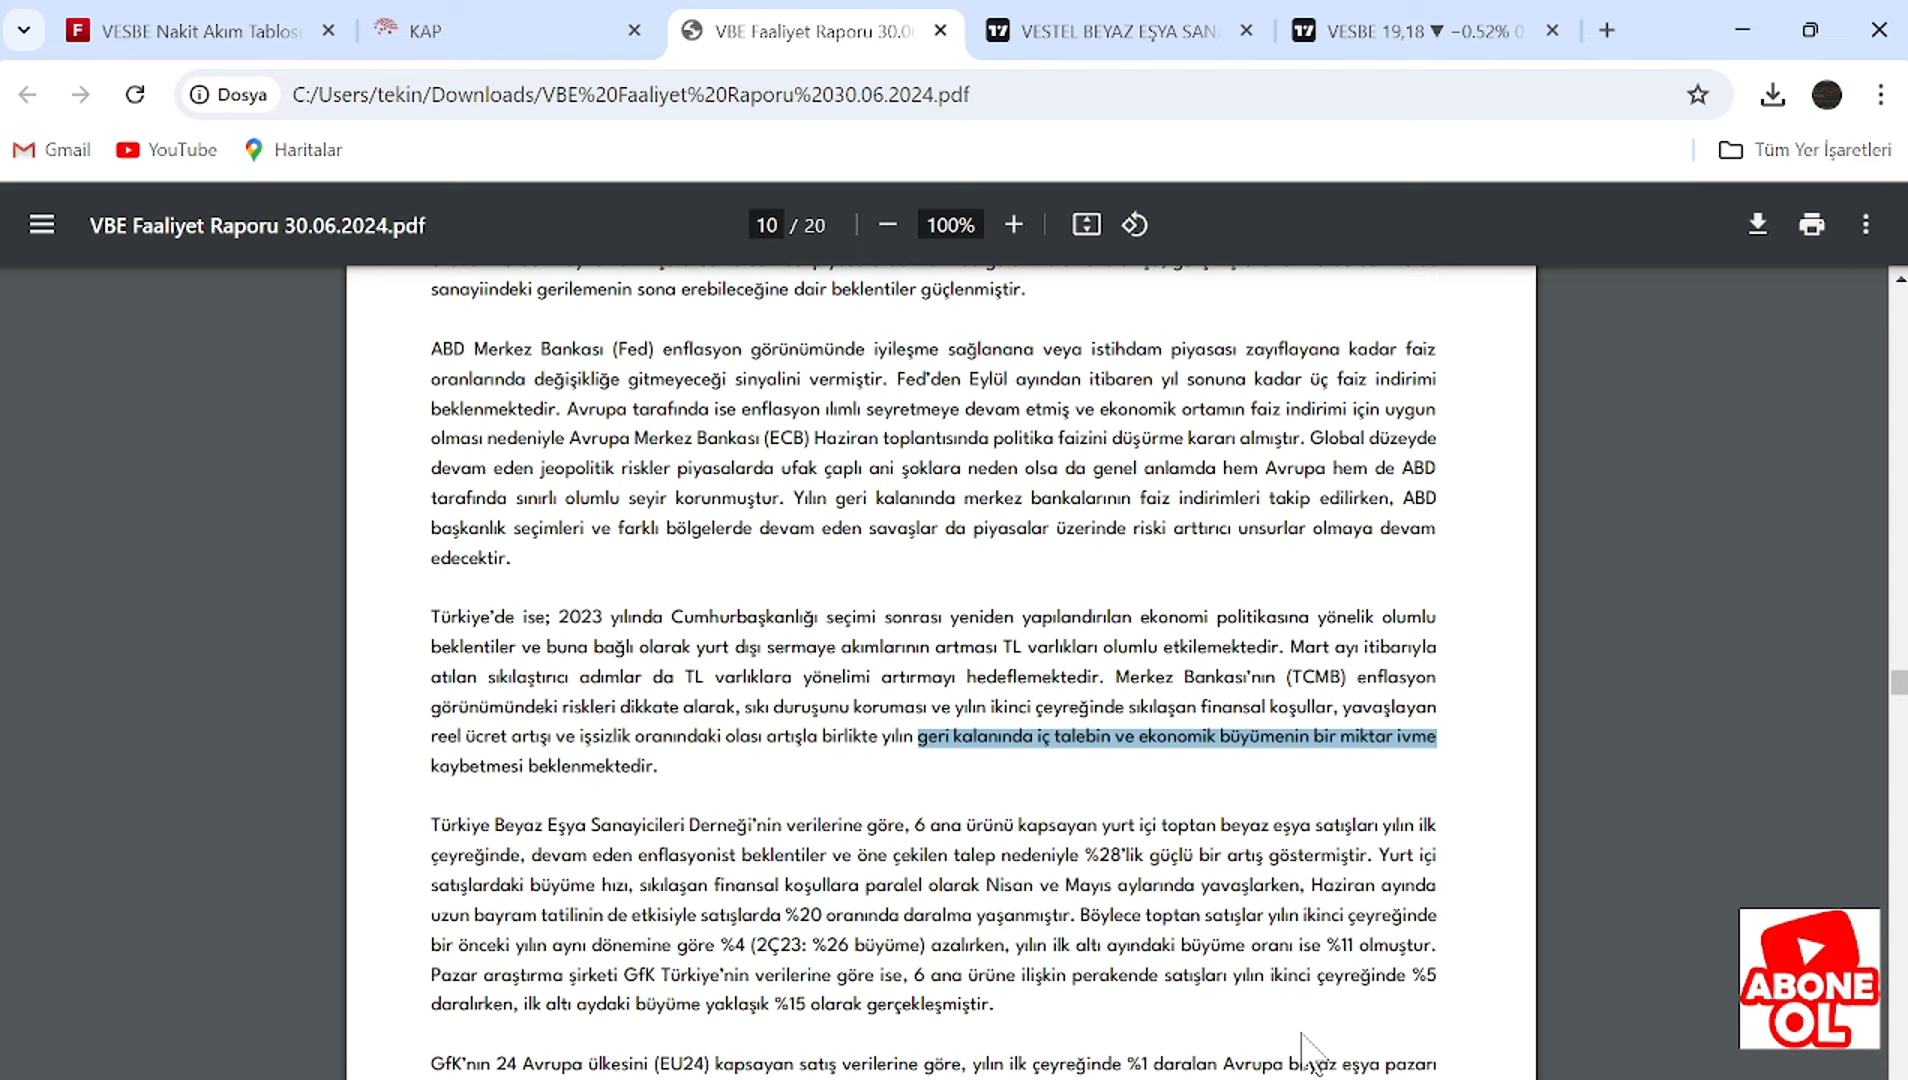 VESBE Nakit Akım Tablos
KAP
VBE Faaliyet Raporu 30.0
VESTEL BEYAZ EŞYA SAN
VESBE 19,18 ▼ −0.52%
Dosya
C:/Users/tekin/Downloads/VBE%20Faaliyet%20Raporu%2030.06.2024.pdf
Gmail
YouTube
Haritalar
Tüm Yer İşaretleri
VBE Faaliyet Raporu 30.06.2024.pdf
10 / 20
100%
sanayiindeki gerilemenin sona erebileceğine dair beklentiler güçlenmiştir.
ABD Merkez Bankası (Fed) enflasyon görünümünde iyileşme sağlanana veya istihdam piyasası zayıflayana kadar faiz
oranlarında değişikliğe gitmeyeceği sinyalini vermiştir. Fed’den Eylül ayından itibaren yıl sonuna kadar üç faiz indirimi
beklenmektedir. Avrupa tarafında ise enflasyon ılımlı seyretmeye devam etmiş ve ekonomik ortamın faiz indirimi için uygun
olması nedeniyle Avrupa Merkez Bankası (ECB) Haziran toplantısında politika faizini düşürme kararı almıştır. Global düzeyde
devam eden jeopolitik riskler piyasalarda ufak çaplı ani şoklara neden olsa da genel anlamda hem Avrupa hem de ABD
tarafında sınırlı olumlu seyir korunmuştur. Yılın geri kalanında merkez bankalarının faiz indirimleri takip edilirken, ABD
başkanlık seçimleri ve farklı bölgelerde devam eden savaşlar da piyasalar üzerinde riski arttırıcı unsurlar olmaya devam
edecektir.
Türkiye’de ise; 2023 yılında Cumhurbaşkanlığı seçimi sonrası yeniden yapılandırılan ekonomi politikasına yönelik olumlu
beklentiler ve buna bağlı olarak yurt dışı sermaye akımlarının artması TL varlıkları olumlu etkilemektedir. Mart ayı itibarıyla
atılan sıkılaştırıcı adımlar da TL varlıklara yönelimi artırmayı hedeflemektedir. Merkez Bankası’nın (TCMB) enflasyon
görünümündeki riskleri dikkate alarak, sıkı duruşunu koruması ve yılın ikinci çeyreğinde sıkılaşan finansal koşullar, yavaşlayan
reel ücret artışı ve işsizlik oranındaki olası artışla birlikte yılın geri kalanında iç talebin ve ekonomik büyümenin bir miktar ivme
kaybetmesi beklenmektedir.
Türkiye Beyaz Eşya Sanayicileri Derneği’nin verilerine göre, 6 ana ürünü kapsayan yurt içi toptan beyaz eşya satışları yılın ilk
çeyreğinde, devam eden enflasyonist beklentiler ve öne çekilen talep nedeniyle %28’lik güçlü bir artış göstermiştir. Yurt içi
satışlardaki büyüme hızı, sıkılaşan finansal koşullara paralel olarak Nisan ve Mayıs aylarında yavaşlarken, Haziran ayında
uzun bayram tatilinin de etkisiyle satışlarda %20 oranında daralma yaşanmıştır. Böylece toptan satışlar yılın ikinci çeyreğinde
bir önceki yılın aynı dönemine göre %4 (2Ç23: %26 büyüme) azalırken, yılın ilk altı ayındaki büyüme oranı ise %11 olmuştur.
Pazar araştırma şirketi GfK Türkiye’nin verilerine göre ise, 6 ana ürüne ilişkin perakende satışları yılın ikinci çeyreğinde %5
daralırken, ilk altı aydaki büyüme yaklaşık %15 olarak gerçekleşmiştir.
GfK’nın 24 Avrupa ülkesini (EU24) kapsayan satış verilerine göre, yılın ilk çeyreğinde %1 daralan Avrupa beyaz eşya pazarı
ABONE
OL